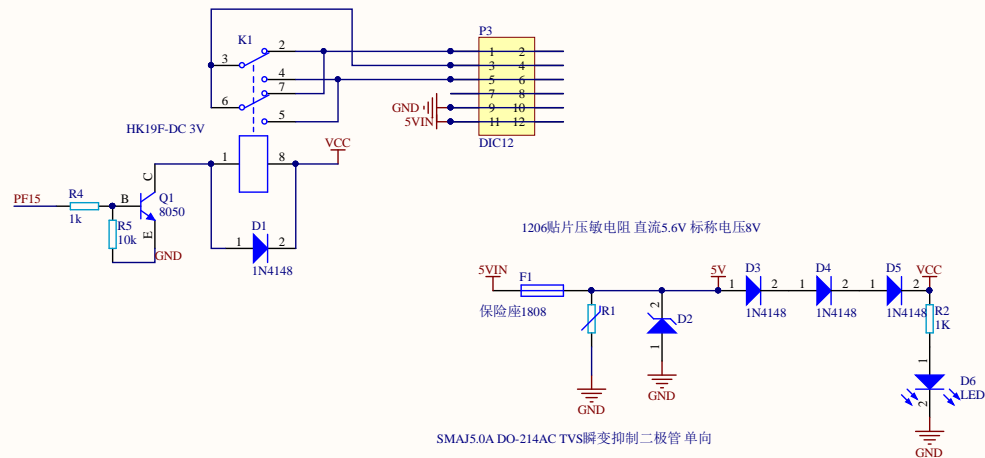 K1
2
3
4
7
6
5
HK19F-DC 3V
P3
1 2
3 4
5 6
7 8
9 10
11 12
GND
5VIN
DIC12
1
8
VCC
PF15
R4
1k
B
C
E
Q1
8050
R5
10k
GND
D1
1 2
1N4148
1206贴片压敏电阻 直流5.6V 标称电压8V
5VIN
F1
保险座1808
R1
GND
2
D2
1
GND
5V
D3
1 2
1N4148
D4
1 2
1N4148
D5
1 2
1N4148
VCC
R2
1K
1
D6
LED
2
GND
SMAJ5.0A DO-214AC TVS瞬变抑制二极管 单向